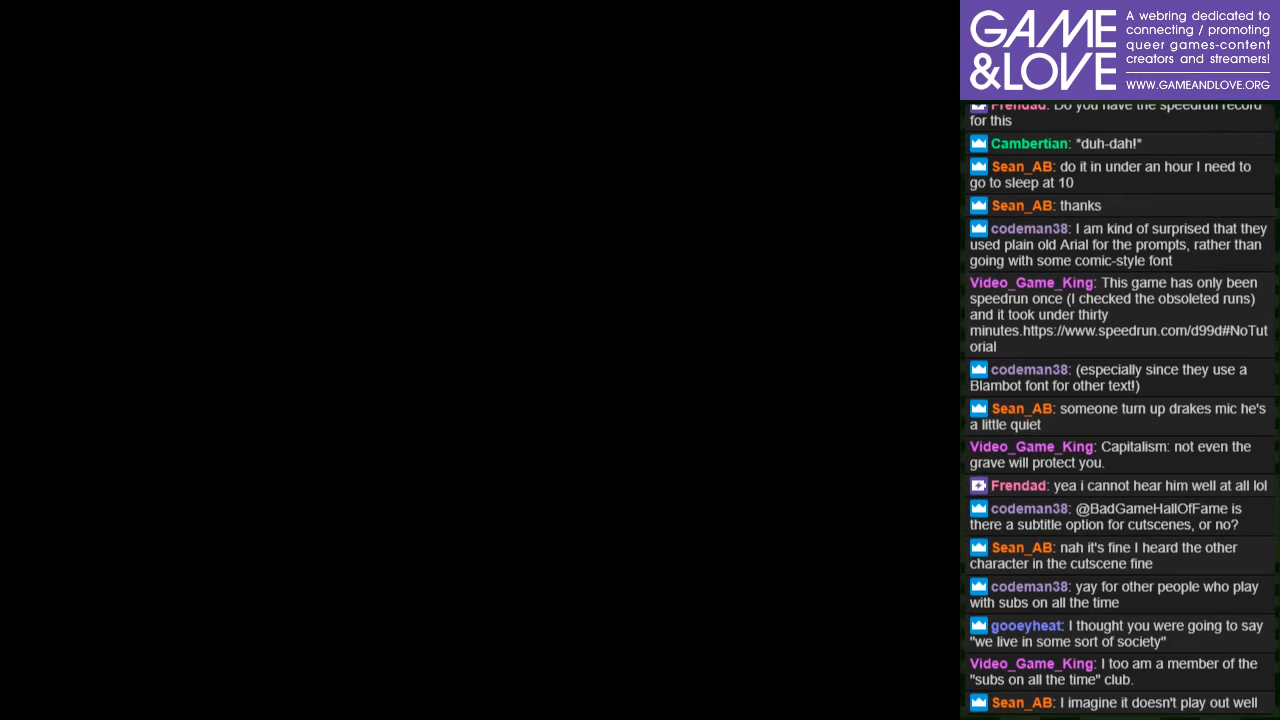 GAME
&LOVE
A webring dedicated to
connecting / promoting
queer games-content
creators and streamers!
WWW.GAMEANDLOVE.ORG
Frendad: Do you have the speedrun record
for this
Cambertian: *duh-dah!*
Sean_AB: do it in under an hour I need to
go to sleep at 10
Sean_AB: thanks
codeman38: I am kind of surprised that they
used plain old Arial for the prompts, rather than
going with some comic-style font
Video_Game_King: This game has only been
speedrun once (I checked the obsoleted runs)
and it took under thirty
minutes.https://www.speedrun.com/d99d#NoTut
orial
codeman38: (especially since they use a
Blambot font for other text!)
Sean_AB: someone turn up drakes mic he's
a little quiet
Video_Game_King: Capitalism: not even the
grave will protect you.
Frendad: yea i cannot hear him well at all lol
codeman38: @BadGameHallOfFame is
there a subtitle option for cutscenes, or no?
Sean_AB: nah it's fine I heard the other
character in the cutscene fine
codeman38: yay for other people who play
with subs on all the time
gooeyheat: I thought you were going to say
"we live in some sort of society"
Video_Game_King: I too am a member of the
"subs on all the time" club.
Sean_AB: I imagine it doesn't play out well